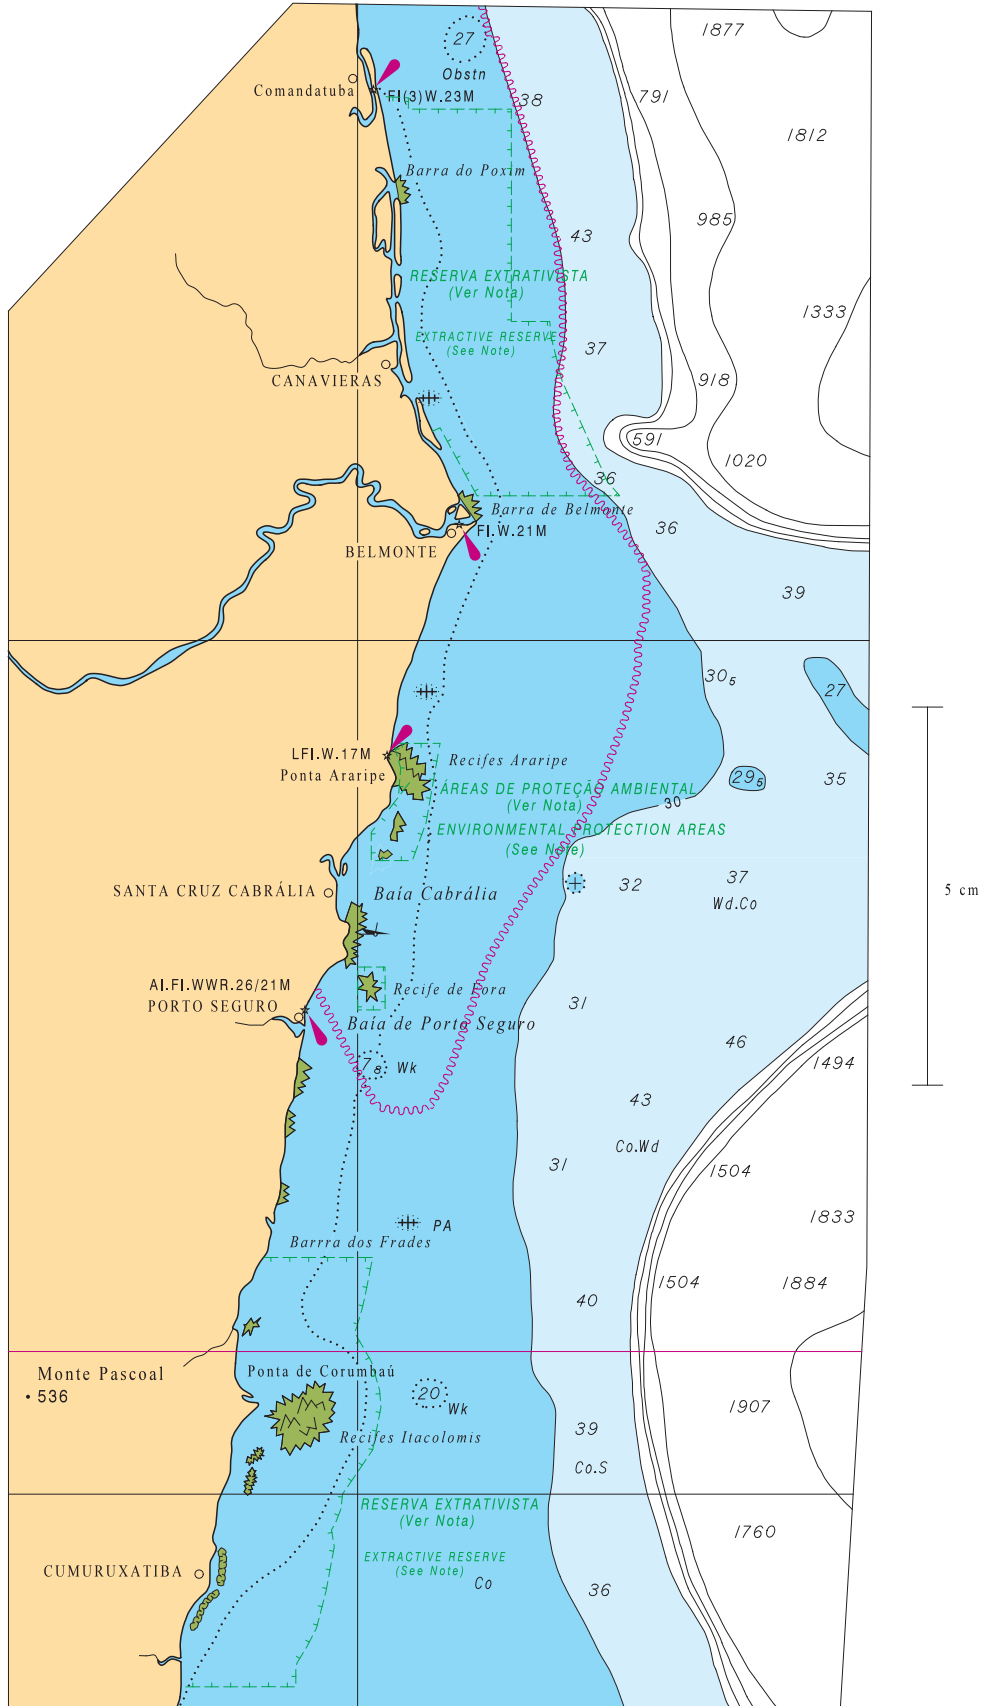 1877
27
Obstn
Comandatuba
Fl(3)W.23M
38
791
1812
Barra do Poxim
985
43
RESERVA EXTRATIVISTA
(Ver Nota)
1333
EXTRACTIVE RESERVE
(See Note)
37
CANAVIERAS
918
591
1020
36
Barra de Belmonte
Fl.W.21M
36
BELMONTE
39
30₅
27
LFl.W.17M
Ponta Araripe
Recifes Araripe
29₅
35
ÁREAS DE PROTEÇÃO AMBIENTAL
(Ver Nota)
30
ENVIRONMENTAL PROTECTION AREAS
(See Note)
SANTA CRUZ CABRÁLIA
Baía Cabrália
32
37
Wd.Co
5 cm
Al.Fl.WWR.26/21M
PORTO SEGURO
Recife de Fora
31
Baía de Porto Seguro
46
7₈ Wk
1494
43
Co.Wd
31
1504
PA
1833
Barrra dos Frades
1504
1884
40
Monte Pascoal
536
Ponta de Corumbaú
20
Wk
1907
Recifes Itacolomis
39
Co.S
RESERVA EXTRATIVISTA
(Ver Nota)
1760
EXTRACTIVE RESERVE
(See Note)
CUMURUXATIBA
Co
36